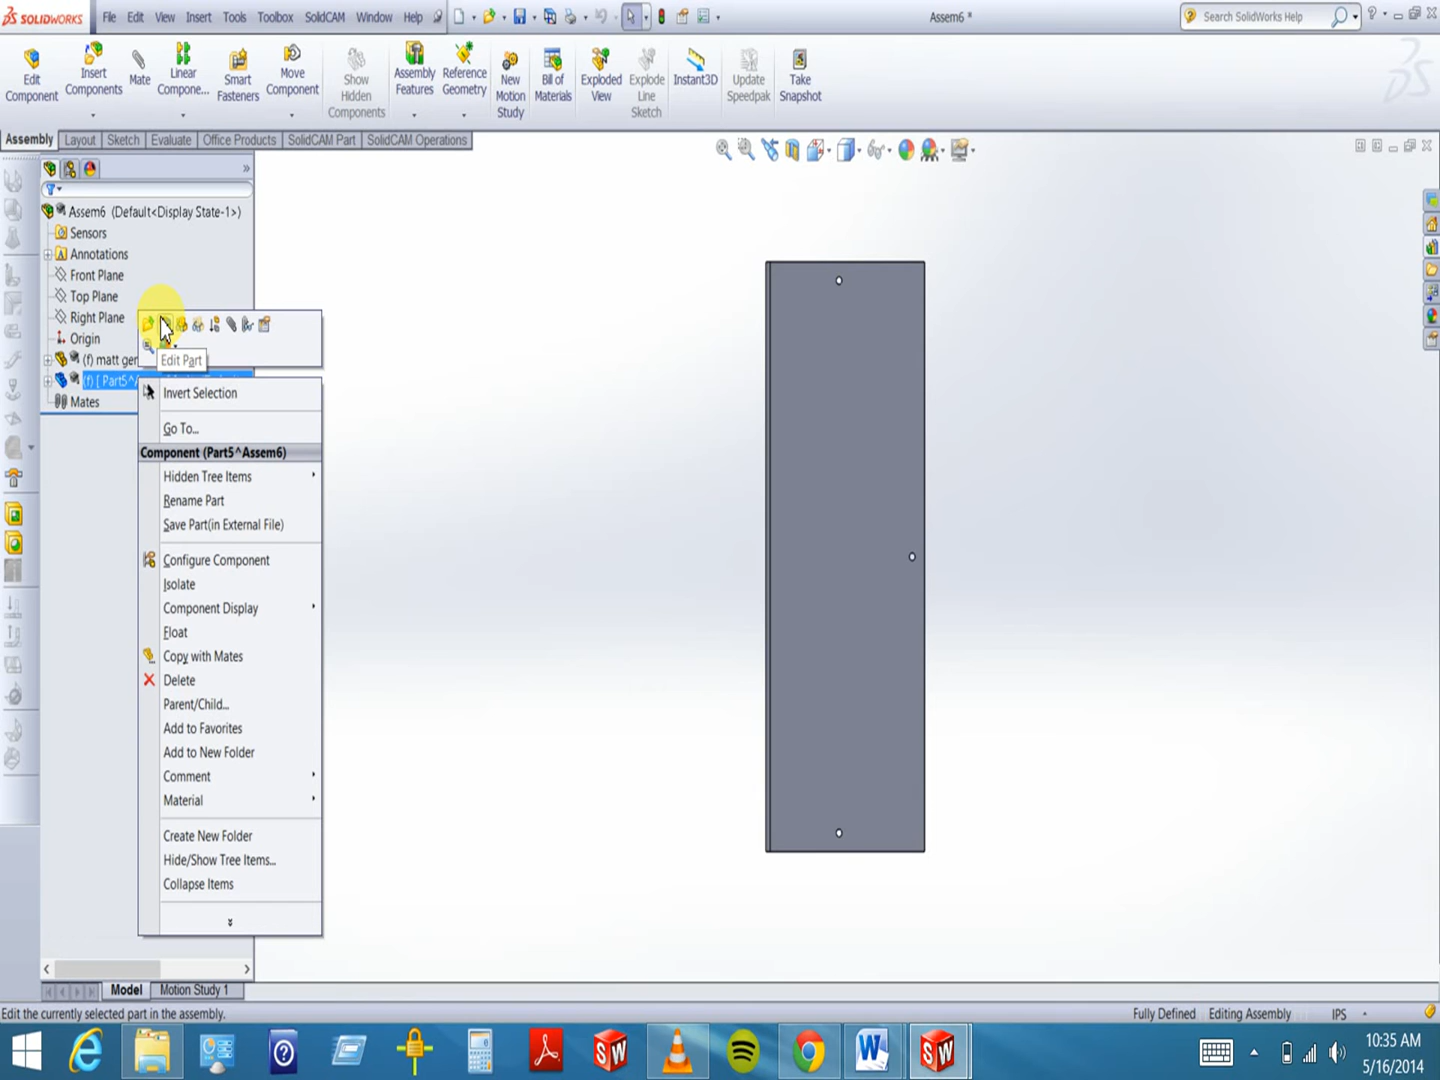 SOLIDWORKS File Edit View Insert Tools Toolbox SolidCAM Window Help Assem6 * Search SolidWorks Help
Edit Component
Insert Components
Mate
Linear Compone...
Smart Fasteners
Move Component
Show Hidden Components
Assembly Features
Reference Geometry
New Motion Study
Bill of Materials
Exploded View
Explode Line Sketch
Instant3D
Update Speedpak
Take Snapshot
Assembly Layout Sketch Evaluate Office Products SolidCAM Part SolidCAM Operations
Assem6 (Default<Display State-1>)
Sensors
Annotations
Front Plane
Top Plane
Right Plane
Origin
(f) matt ger
(f) [ Part5^
Mates
Edit Part
Invert Selection
Go To...
Component (Part5^Assem6)
Hidden Tree Items
Rename Part
Save Part(in External File)
Configure Component
Isolate
Component Display
Float
Copy with Mates
Delete
Parent/Child...
Add to Favorites
Add to New Folder
Comment
Material
Create New Folder
Hide/Show Tree Items...
Collapse Items
Model Motion Study 1
Edit the currently selected part in the assembly. Fully Defined Editing Assembly IPS
10:35 AM
5/16/2014